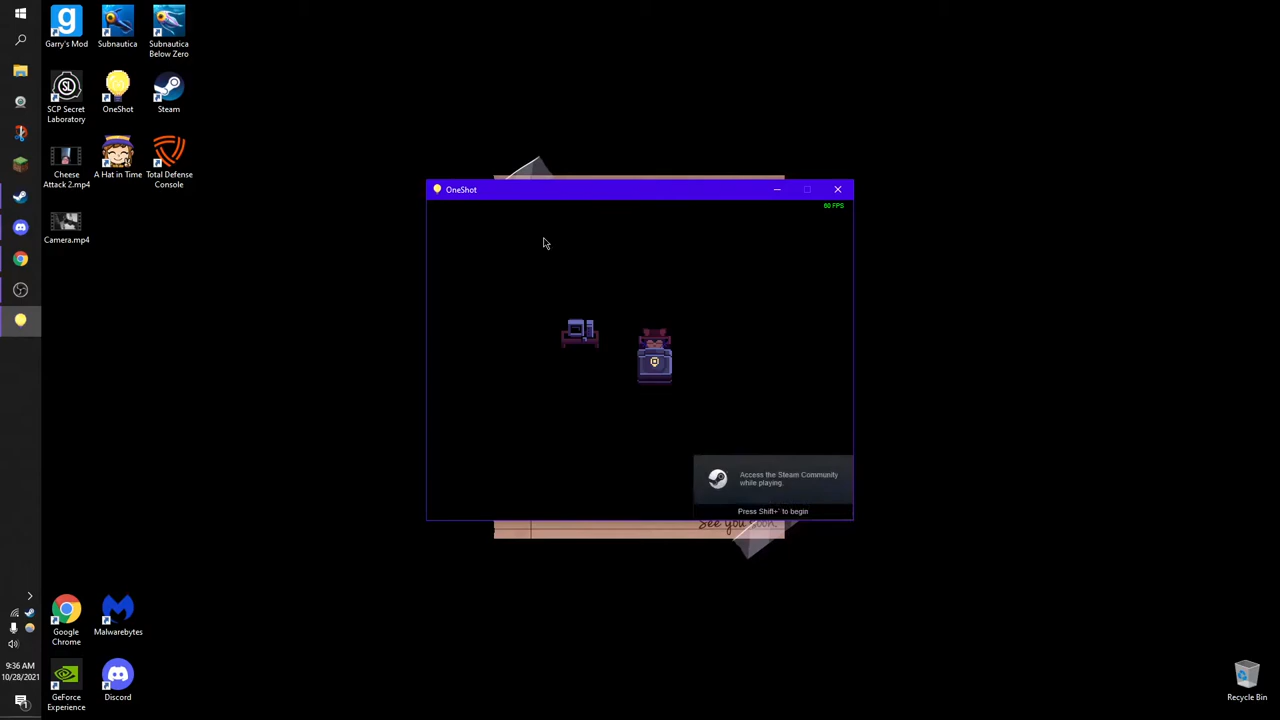 Garry's Mod
Subnautica
Subnautica
Below Zero
SCP Secret
Laboratory
OneShot
Steam
Cheese
Attack 2.mp4
A Hat in Time
Total Defense
Console
Camera.mp4
OneShot
60 FPS
Access the Steam Community
while playing.
Press Shift+` to begin
See you soon.
Google
Chrome
Malwarebytes
GeForce
Experience
Discord
9:36 AM
10/28/2021
Recycle Bin